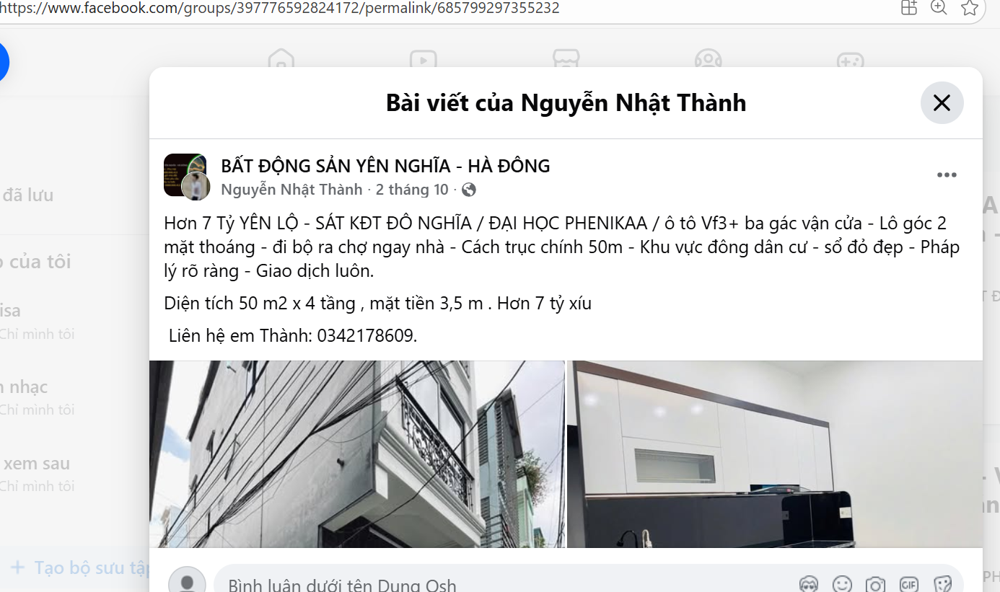 https://www.facebook.com/groups/397776592824172/permalink/685799297355232
Bài viết của Nguyễn Nhật Thành
BẤT ĐỘNG SẢN YÊN NGHĨA - HÀ ĐÔNG
Nguyễn Nhật Thành · 2 tháng 10 ·
đã lưu
Hơn 7 Tỷ YÊN LỘ - SÁT KĐT ĐÔ NGHĨA / ĐẠI HỌC PHENIKAA / ô tô Vf3+ ba gác vận cửa - Lô góc 2
mặt thoáng - đi bộ ra chợ ngay nhà - Cách trục chính 50m - Khu vực đông dân cư - sổ đỏ đẹp - Pháp
lý rõ ràng - Giao dịch luôn.
Diện tích 50 m2 x 4 tầng , mặt tiền 3,5 m . Hơn 7 tỷ xíu
Liên hệ em Thành: 0342178609.
của tôi
Chỉ mình tôi
nhạc
Chỉ mình tôi
xem sau
Chỉ mình tôi
+ Tạo bộ sưu tập
Bình luận dưới tên Dung Osh
GIF